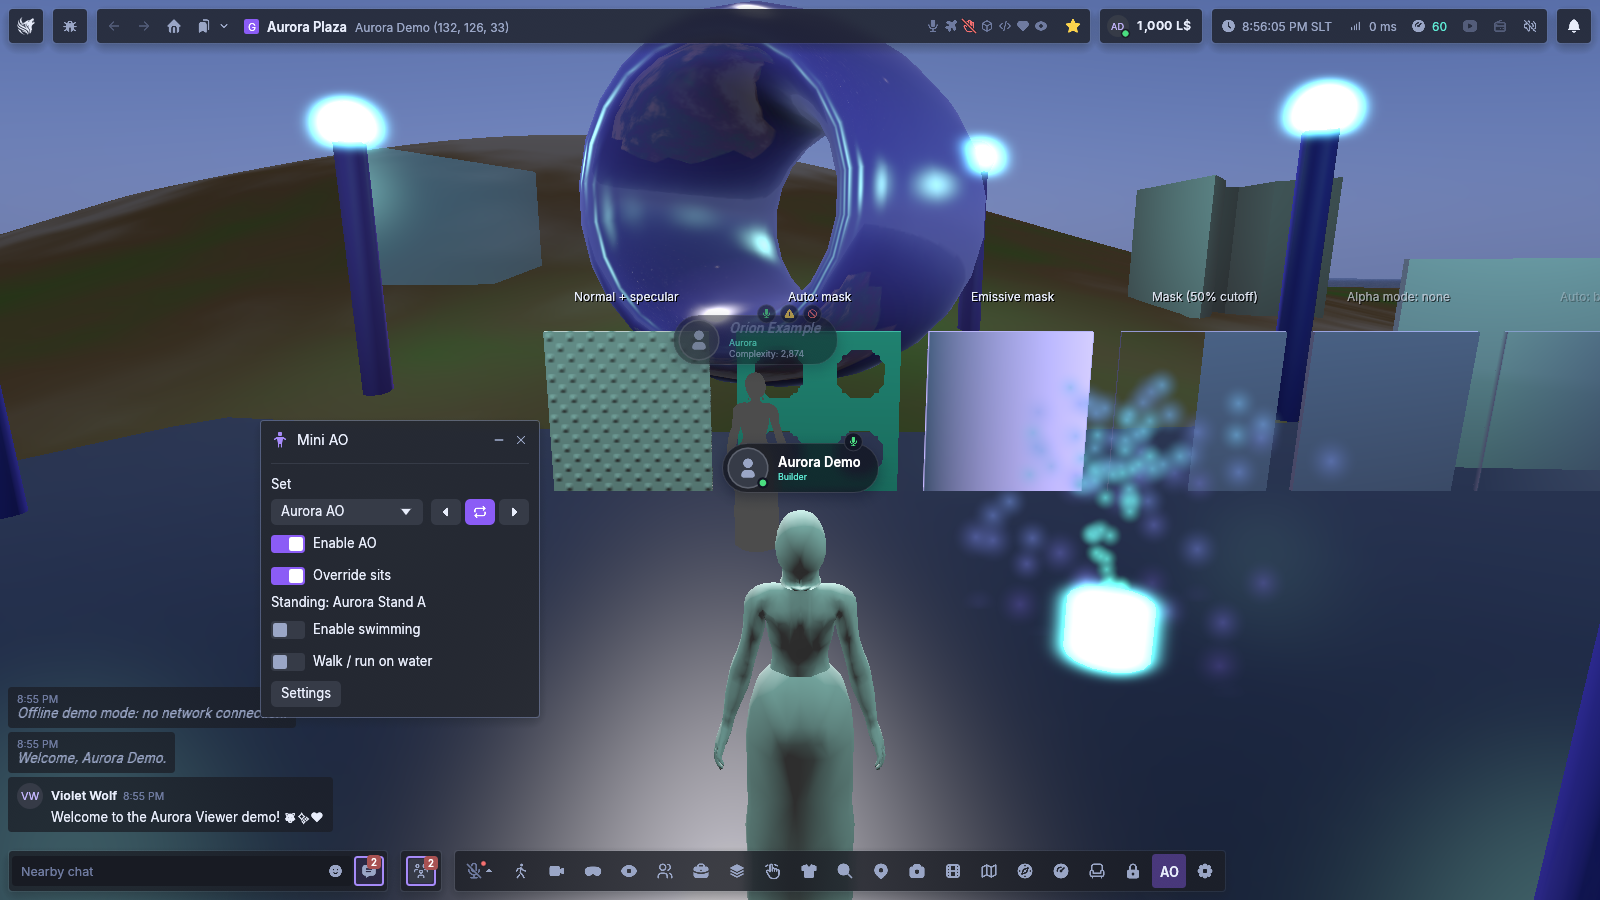 Aurora Plaza
Aurora Demo (132, 126, 33)
AD
1,000 L$
8:56:05 PM SLT
0 ms
60
Normal + specular
Auto: mask
Emissive mask
Mask (50% cutoff)
Alpha mode: none
Auto: b
Orion Example
Aurora
Complexity: 2,874
Aurora Demo
Builder
Mini AO
Set
Aurora AO
Enable AO
Override sits
Standing: Aurora Stand A
Enable swimming
Walk / run on water
Settings
8:55 PM
Offline demo mode: no network connec
8:55 PM
Welcome, Aurora Demo.
VW
Violet Wolf 8:55 PM
Welcome to the Aurora Viewer demo!
Nearby chat
2
2
AO